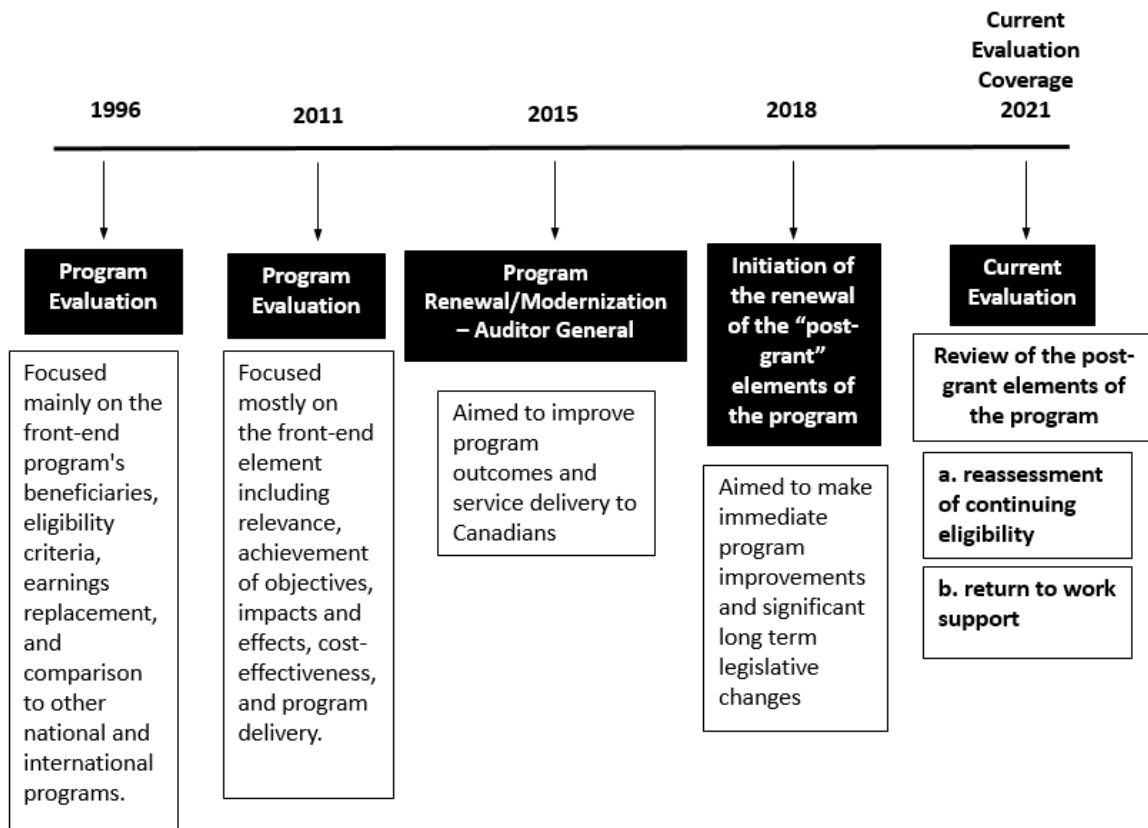 1996
2011
2015
2018
Current
Evaluation
Coverage
2021
Program
Evaluation
Focused
mainly on the
front-end
program's
beneficiaries,
eligibility
criteria,
earnings
replacement,
and
comparison
to other
national and
international
programs.
Program
Evaluation
Focused
mostly on
the front-end
element
including
relevance,
achievement
of objectives,
impacts and
effects, cost-
effectiveness,
and program
delivery.
Program
Renewal/Modernization
– Auditor General
Aimed to improve
program
outcomes and
service delivery to
Canadians
Initiation of
the renewal
of the “post-
grant”
elements of
the program
Aimed to make
immediate
program
improvements
and significant
long term
legislative
changes
Current
Evaluation
Review of the post-
grant elements of
the program
a. reassessment
of continuing
eligibility
b. return to work
support